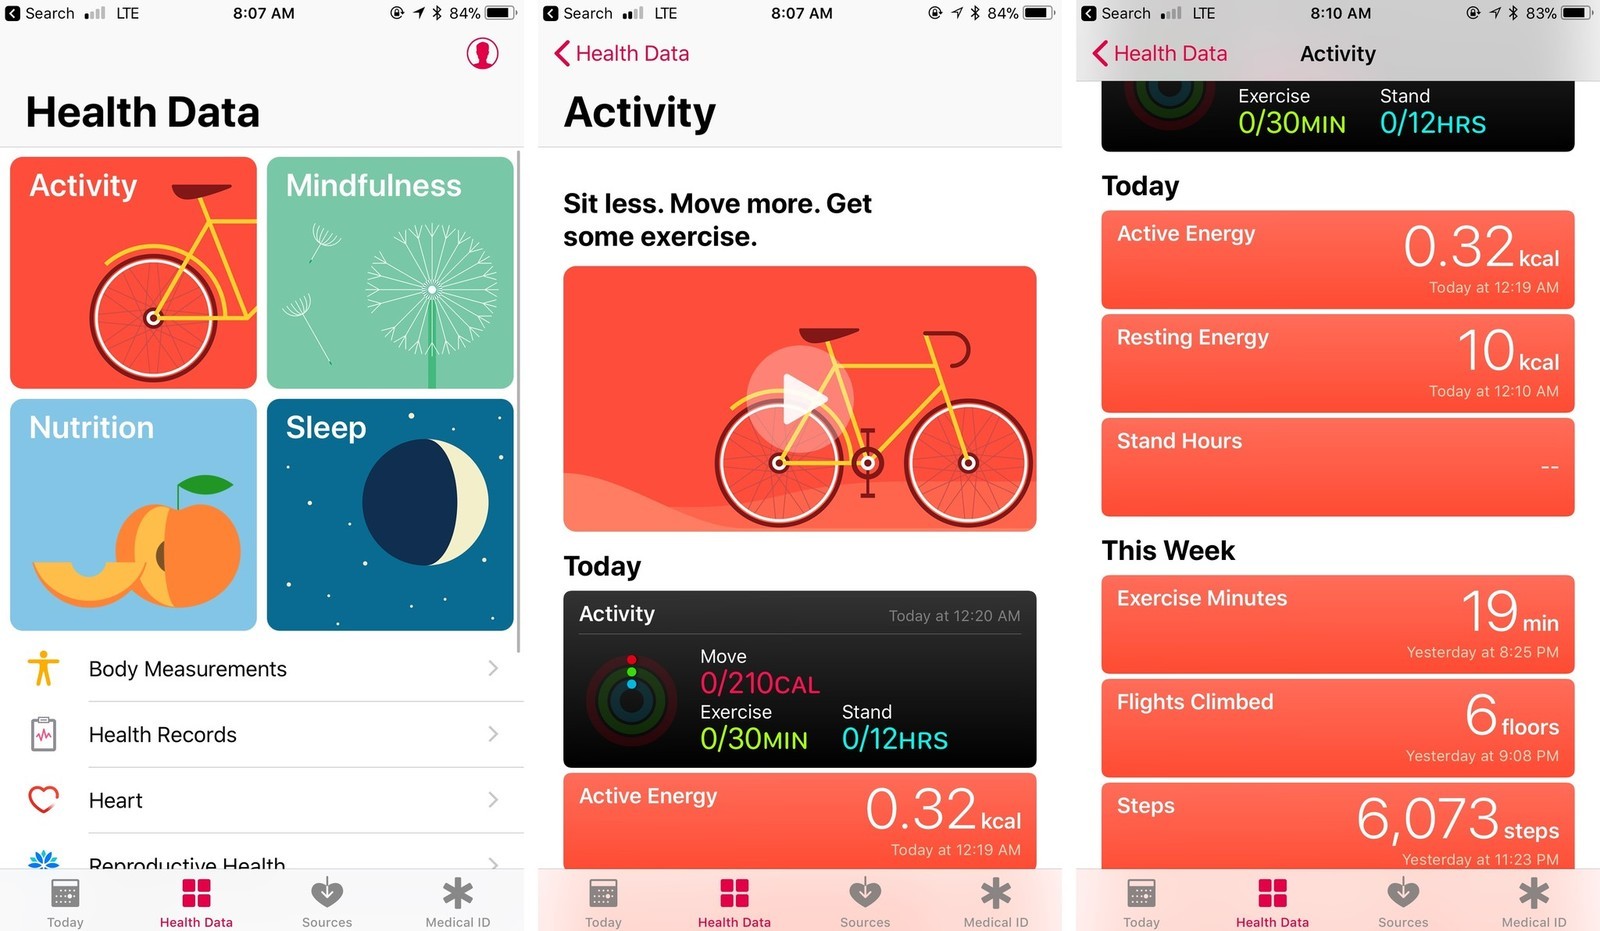 Search LTE 8:07 AM 84%
Health Data
Activity
Mindfulness
Nutrition
Sleep
Body Measurements
Health Records
Heart
Reproductive Health
Today
Health Data
Sources
Medical ID
Search LTE 8:07 AM 84%
Health Data
Activity
Sit less. Move more. Get
some exercise.
Today
Activity Today at 12:20 AM
Move
0/210CAL
Exercise Stand
0/30MIN 0/12HRS
Active Energy 0.32 kcal
Today at 12:19 AM
Today
Health Data
Sources
Medical ID
Search LTE 8:10 AM 83%
Health Data Activity
Exercise Stand
0/30MIN 0/12HRS
Today
Active Energy 0.32 kcal
Today at 12:19 AM
Resting Energy 10 kcal
Today at 12:10 AM
Stand Hours
--
This Week
Exercise Minutes 19 min
Yesterday at 8:25 PM
Flights Climbed 6 floors
Yesterday at 9:08 PM
Steps 6,073 steps
Yesterday at 11:23 PM
Today
Health Data
Sources
Medical ID